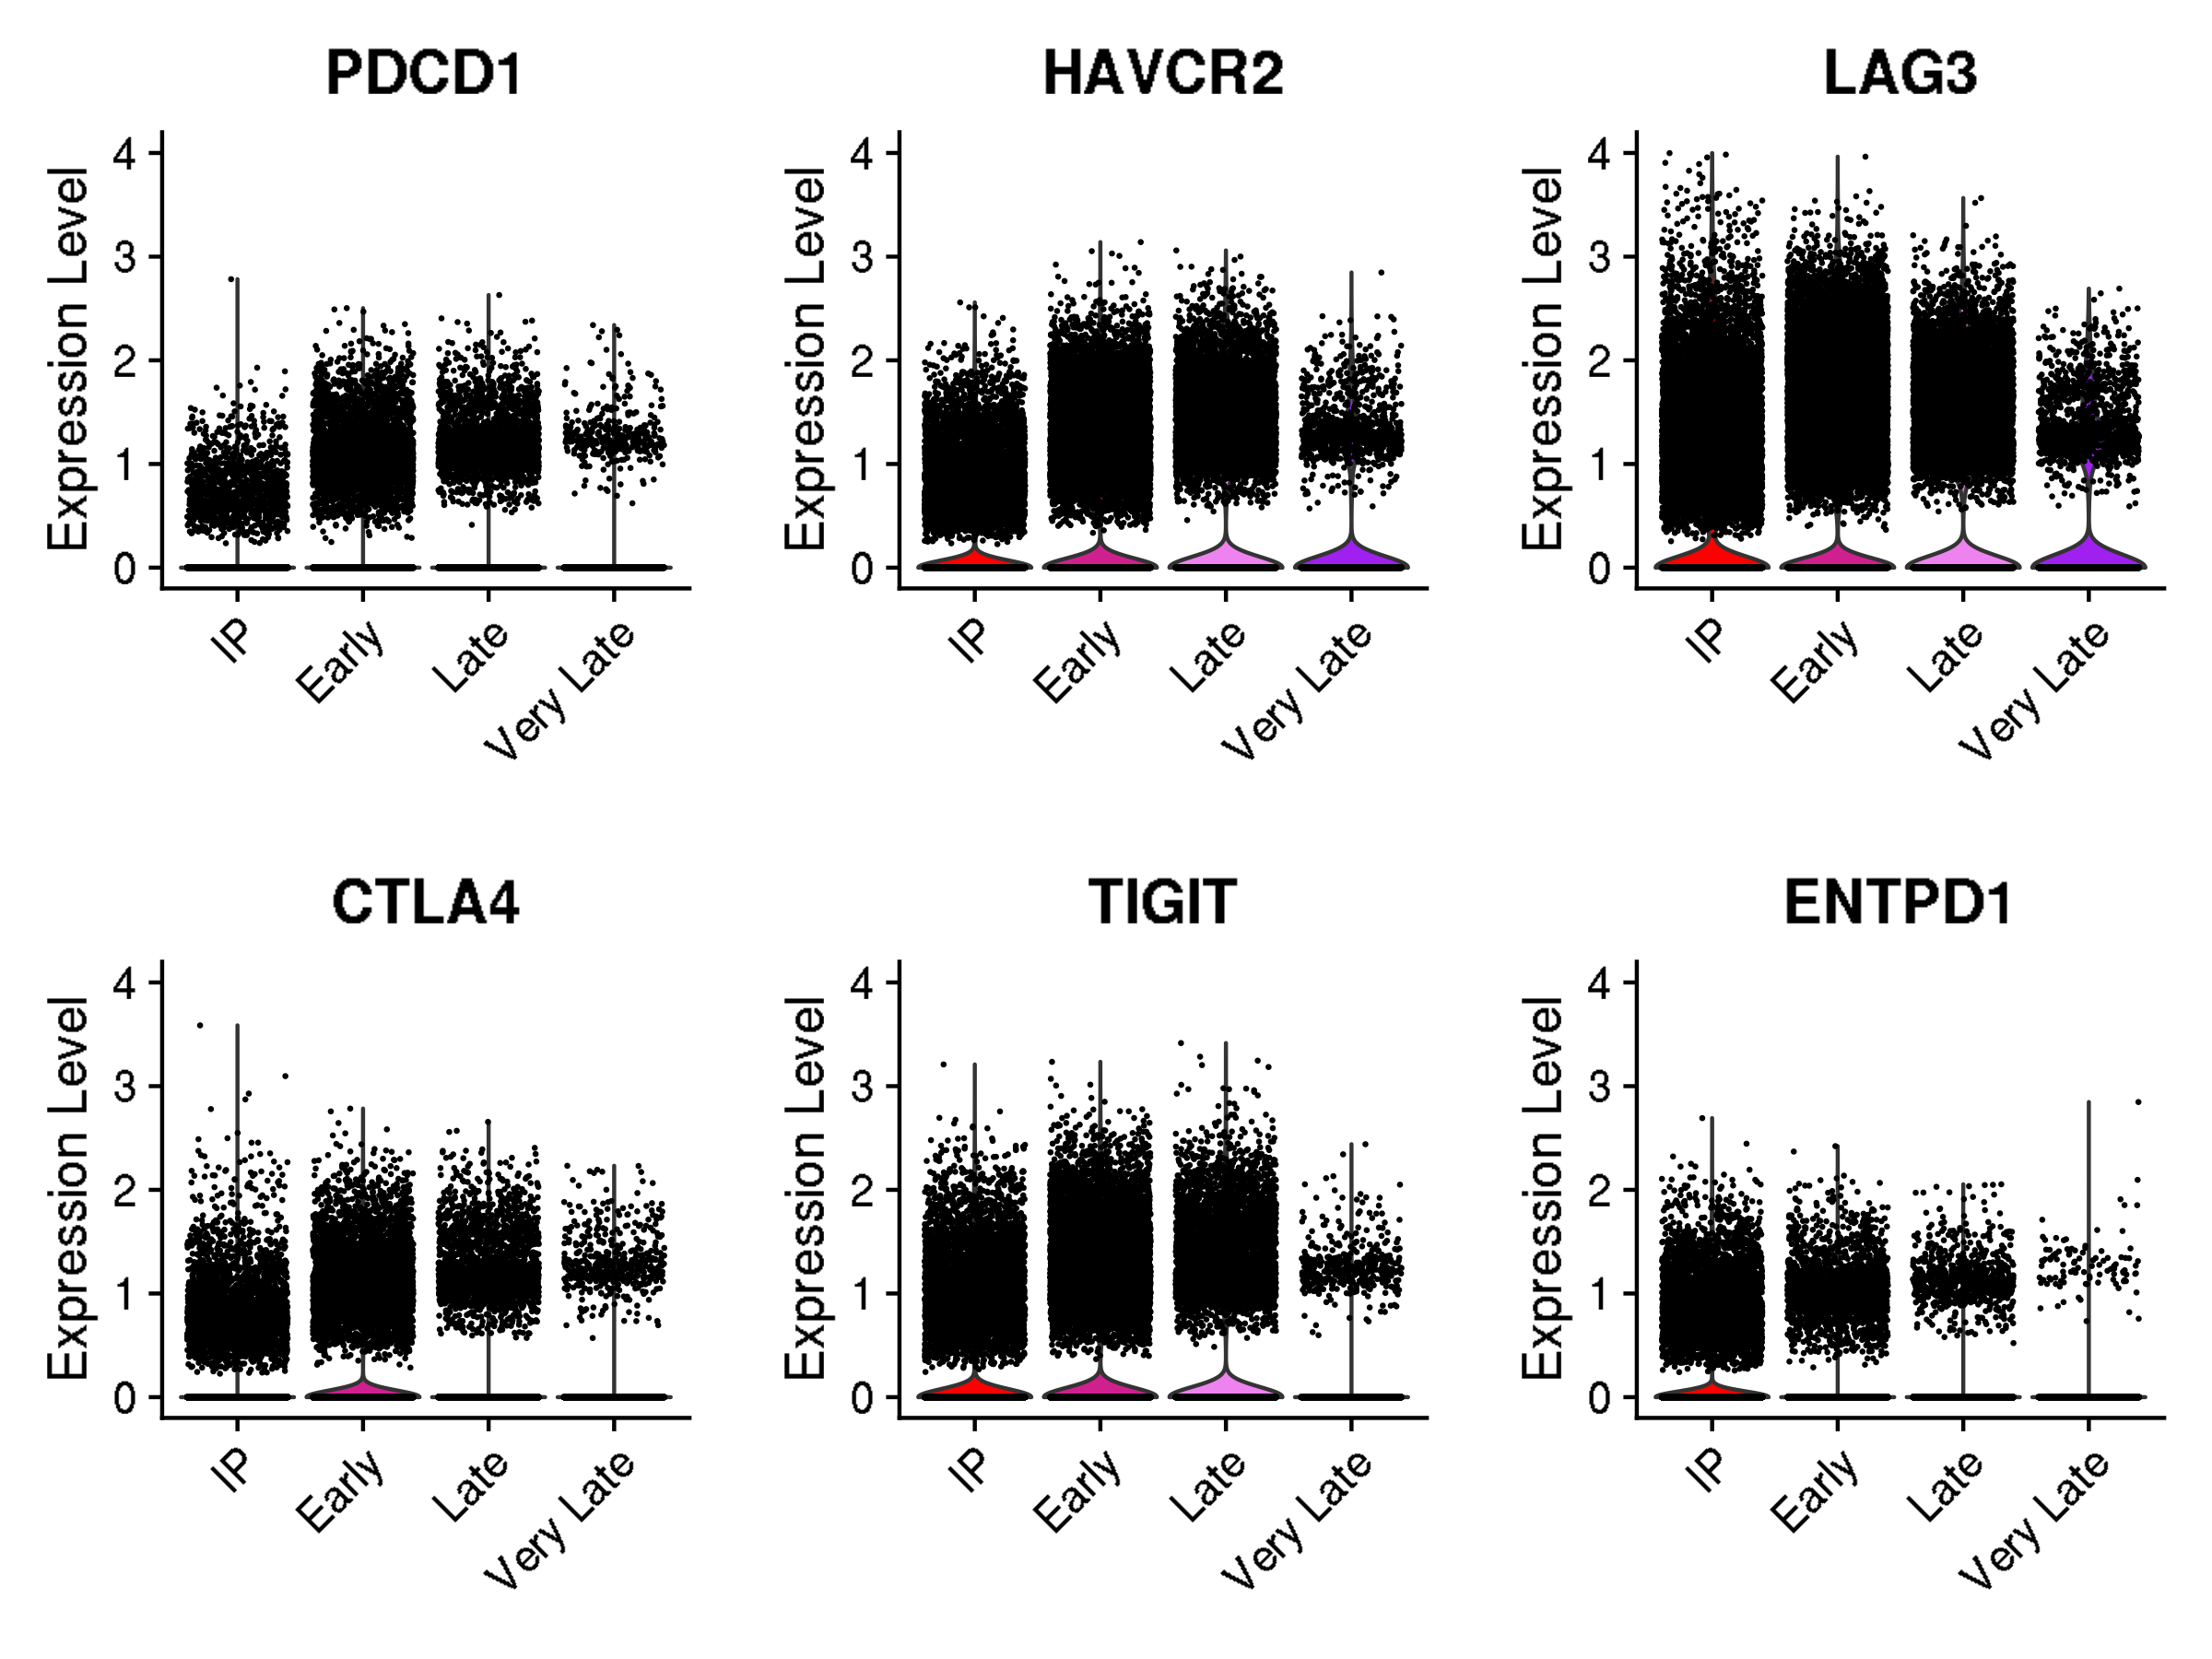 PDCD1 HAVCR2 LAG3
Expression Level Expression Level Expression Level
4 4 4
3 3 3
2 2 2
1 1 1
0 0 0
IP Early Late Very Late IP Early Late Very Late IP Early Late Very Late
CTLA4 TIGIT ENTPD1
Expression Level Expression Level Expression Level
4 4 4
3 3 3
2 2 2
1 1 1
0 0 0
IP Early Late Very Late IP Early Late Very Late IP Early Late Very Late